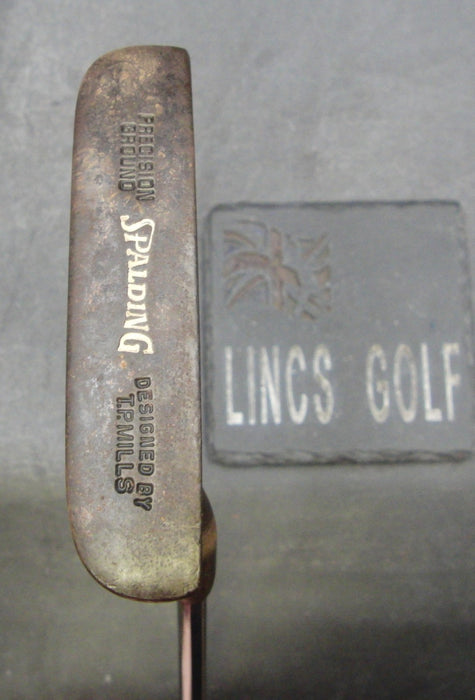 PRECISION
GROUND
SPALDING
DESIGNED BY
T.P. MILLS
LINCS GOLF